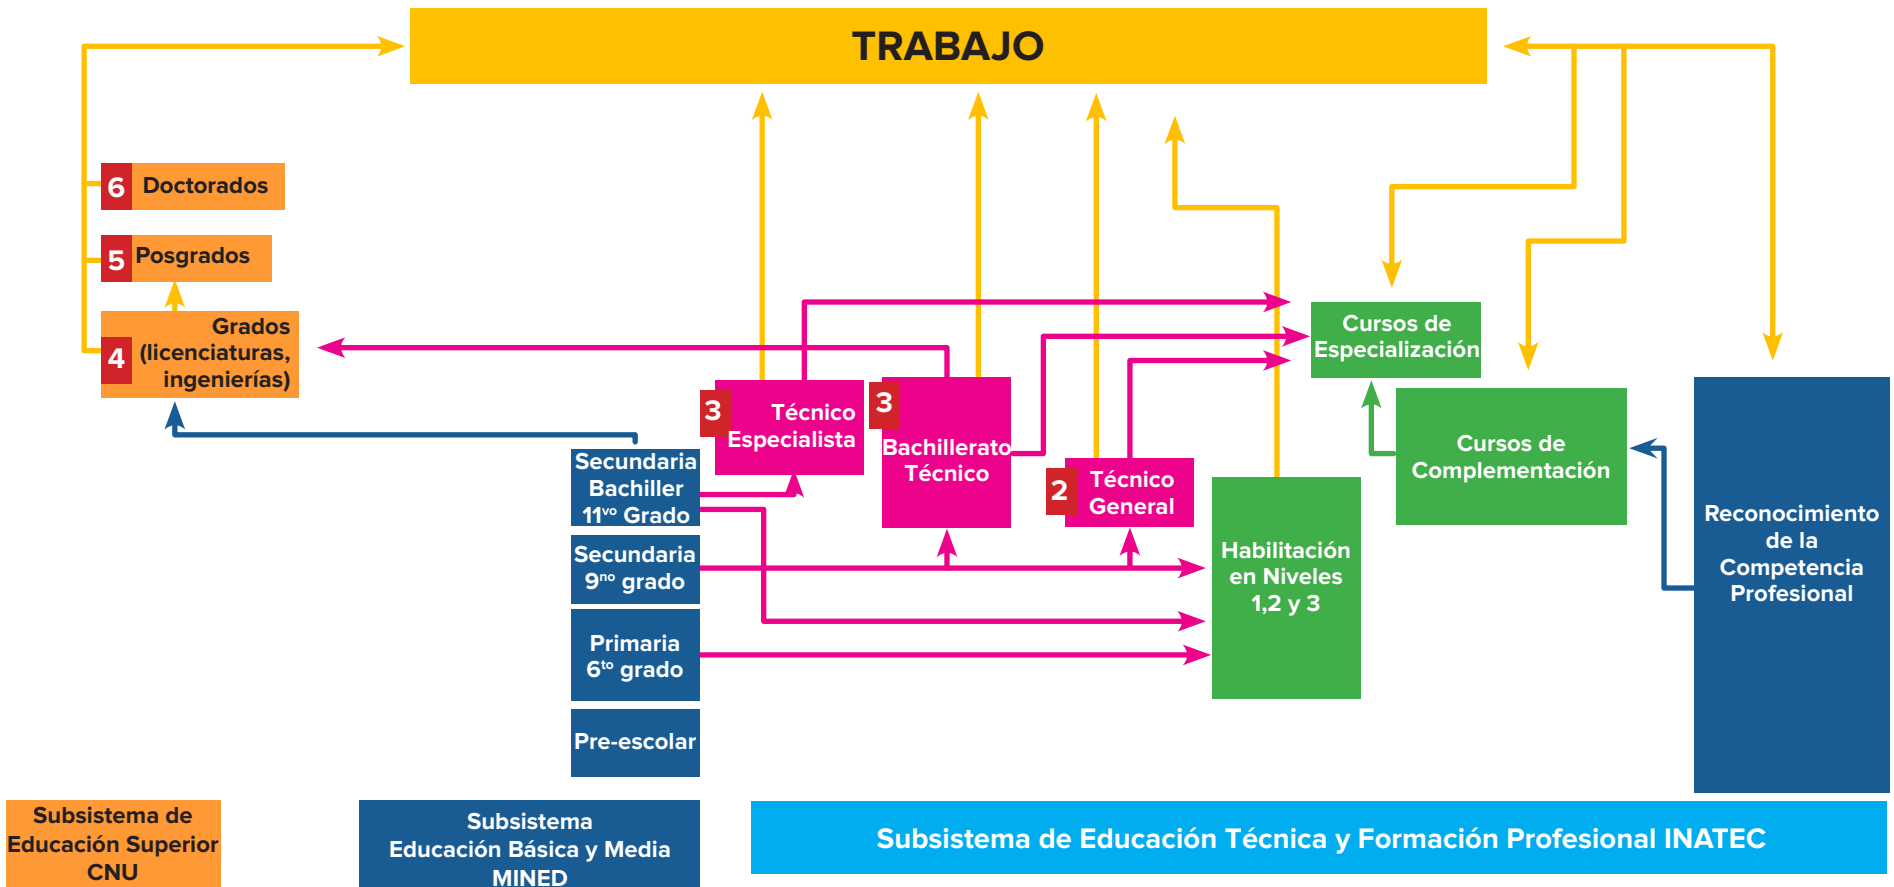 TRABAJO
6
Doctorados
5
Posgrados
4
Grados
(licenciaturas,
ingenierías)
3
Técnico
Especialista
3
Bachillerato
Técnico
2
Técnico
General
Cursos de
Especialización
Cursos de
Complementación
Habilitación
en Niveles
1,2 y 3
Reconocimiento
de la
Competencia
Profesional
Secundaria
Bachiller
11vo Grado
Secundaria
9no grado
Primaria
6to grado
Pre-escolar
Subsistema de
Educación Superior
CNU
Subsistema
Educación Básica y Media
MINED
Subsistema de Educación Técnica y Formación Profesional INATEC